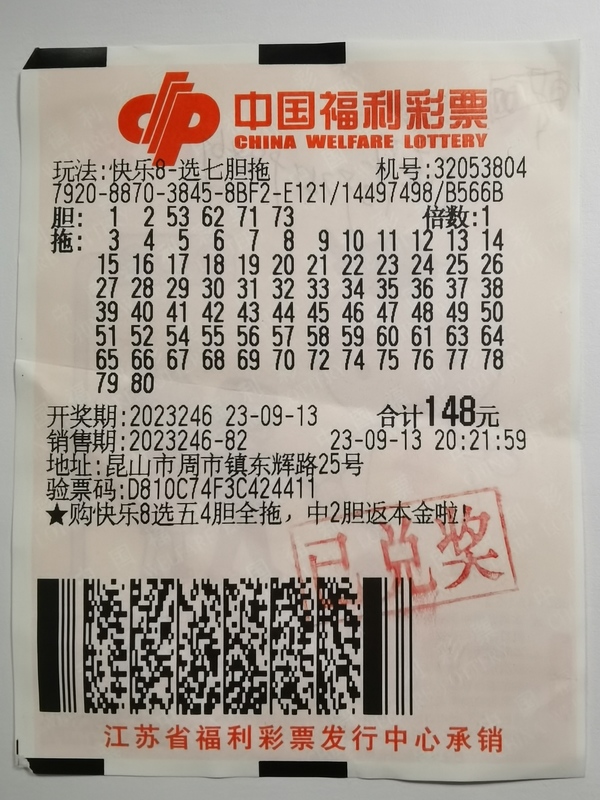 中国福利彩票
CHINA WELFARE LOTTERY
玩法:快乐8-选七胆拖 机号:32053804
7920-8870-3845-8BF2-E121/14497498/B566B
胆: 1 2 53 62 71 73 倍数:1
拖: 3 4 5 6 7 8 9 10 11 12 13 14
15 16 17 18 19 20 21 22 23 24 25 26
27 28 29 30 31 32 33 34 35 36 37 38
39 40 41 42 43 44 45 46 47 48 49 50
51 52 54 55 56 57 58 59 60 61 63 64
65 66 67 68 69 70 72 74 75 76 77 78
79 80
开奖期:2023246 23-09-13 合计148元
销售期:2023246-82 23-09-13 20:21:59
地址:昆山市周市镇东辉路25号
验票码:D810C74F3C424411
★购快乐8选五4胆全拖，中2胆返本金啦!
已兑奖
江苏省福利彩票发行中心承销